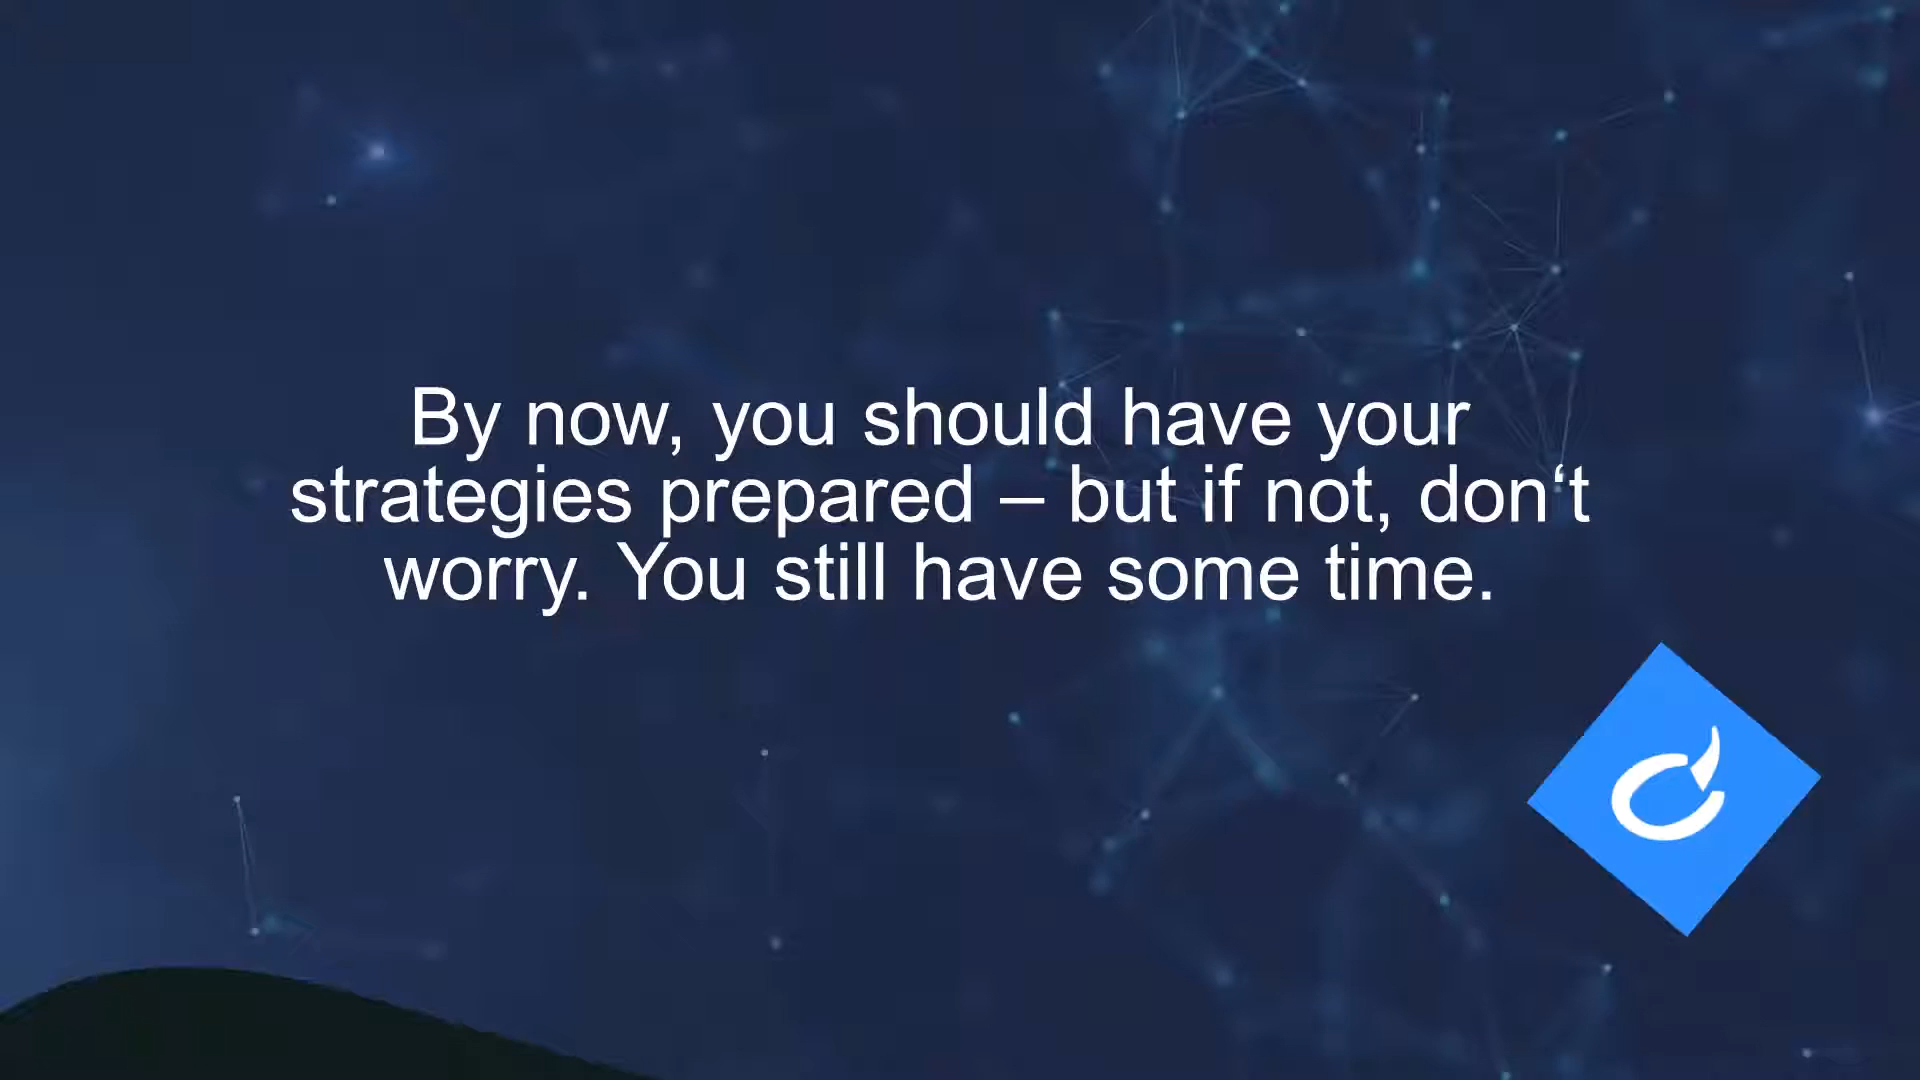 By now, you should have your
strategies prepared – but if not, don‘t
worry. You still have some time.